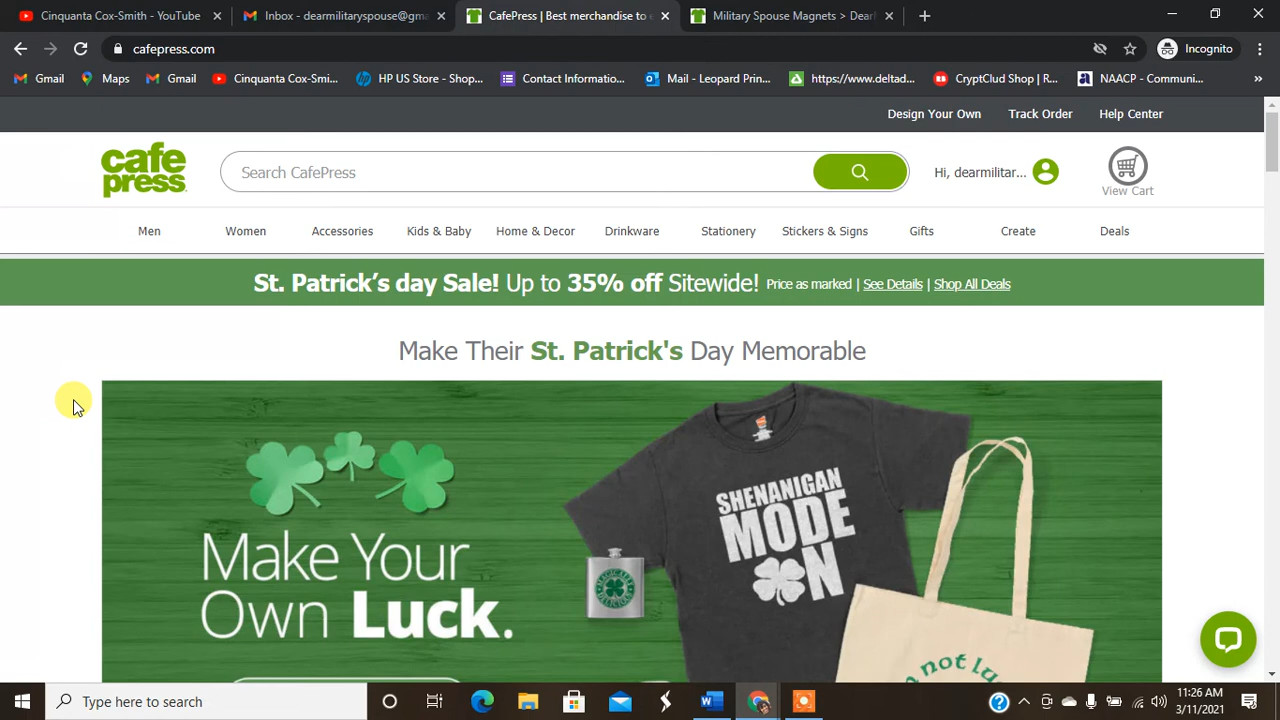 Cinquanta Cox-Smith - YouTube
Inbox - dearmilitaryspouse@gm
CafePress | Best merchandise to e
Military Spouse Magnets > Dear
cafepress.com
Incognito
Gmail
Maps
Gmail
Cinquanta Cox-Smi...
HP US Store - Shop...
Contact Informatio...
Mail - Leopard Prin...
https://www.deltad...
CryptClud Shop | R...
NAACP - Communi...
Design Your Own
Track Order
Help Center
cafe
press
Search CafePress
Hi, dearmilitar...
View Cart
Men
Women
Accessories
Kids & Baby
Home & Decor
Drinkware
Stationery
Stickers & Signs
Gifts
Create
Deals
St. Patrick's day Sale! Up to 35% off Sitewide! Price as marked | See Details | Shop All Deals
Make Their St. Patrick's Day Memorable
Make Your
Own Luck.
SHENANIGAN
MODE
ON
not lu
Type here to search
11:26 AM
3/11/2021